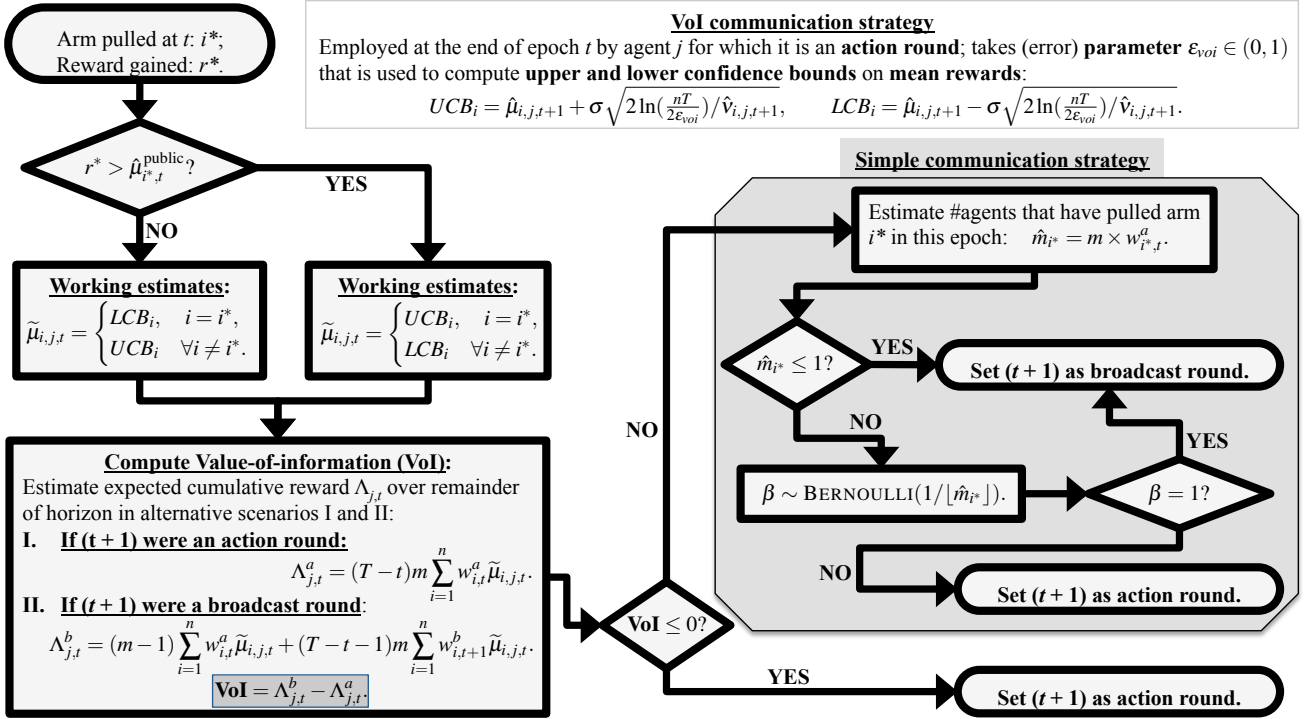 Arm pulled at t: i*;
Reward gained: r*.
VoI communication strategy
Employed at the end of epoch t by agent j for which it is an action round; takes (error) parameter ε_voi ∈ (0,1)
that is used to compute upper and lower confidence bounds on mean rewards:
UCB_i = μ̂_{i,j,t+1} + σ√(2ln(nT/2ε_voi)/ν̂_{i,j,t+1}), LCB_i = μ̂_{i,j,t+1} − σ√(2ln(nT/2ε_voi)/ν̂_{i,j,t+1}).
r* > μ̂^public_{i*,t}?
YES
NO
Working estimates:
μ̃_{i,j,t} = { LCB_i, i = i*,
UCB_i ∀i ≠ i*.
Working estimates:
μ̃_{i,j,t} = { UCB_i, i = i*,
LCB_i ∀i ≠ i*.
Compute Value-of-information (VoI):
Estimate expected cumulative reward Λ_{j,t} over remainder
of horizon in alternative scenarios I and II:
I. If (t + 1) were an action round:
Λ^a_{j,t} = (T − t)m ∑_{i=1}^{n} w^a_{i,t} μ̃_{i,j,t}.
II. If (t + 1) were a broadcast round:
Λ^b_{j,t} = (m − 1) ∑_{i=1}^{n} w^a_{i,t} μ̃_{i,j,t} + (T − t − 1)m ∑_{i=1}^{n} w^b_{i,t+1} μ̃_{i,j,t}.
VoI = Λ^b_{j,t} − Λ^a_{j,t}.
VoI ≤ 0?
NO
YES
Set (t + 1) as action round.
Simple communication strategy
Estimate #agents that have pulled arm
i* in this epoch: m̂_{i*} = m × w^a_{i*,t}.
m̂_{i*} ≤ 1?
YES
Set (t + 1) as broadcast round.
NO
β ∼ BERNOULLI(1/⌊m̂_{i*}⌋).
β = 1?
YES
NO
Set (t + 1) as action round.